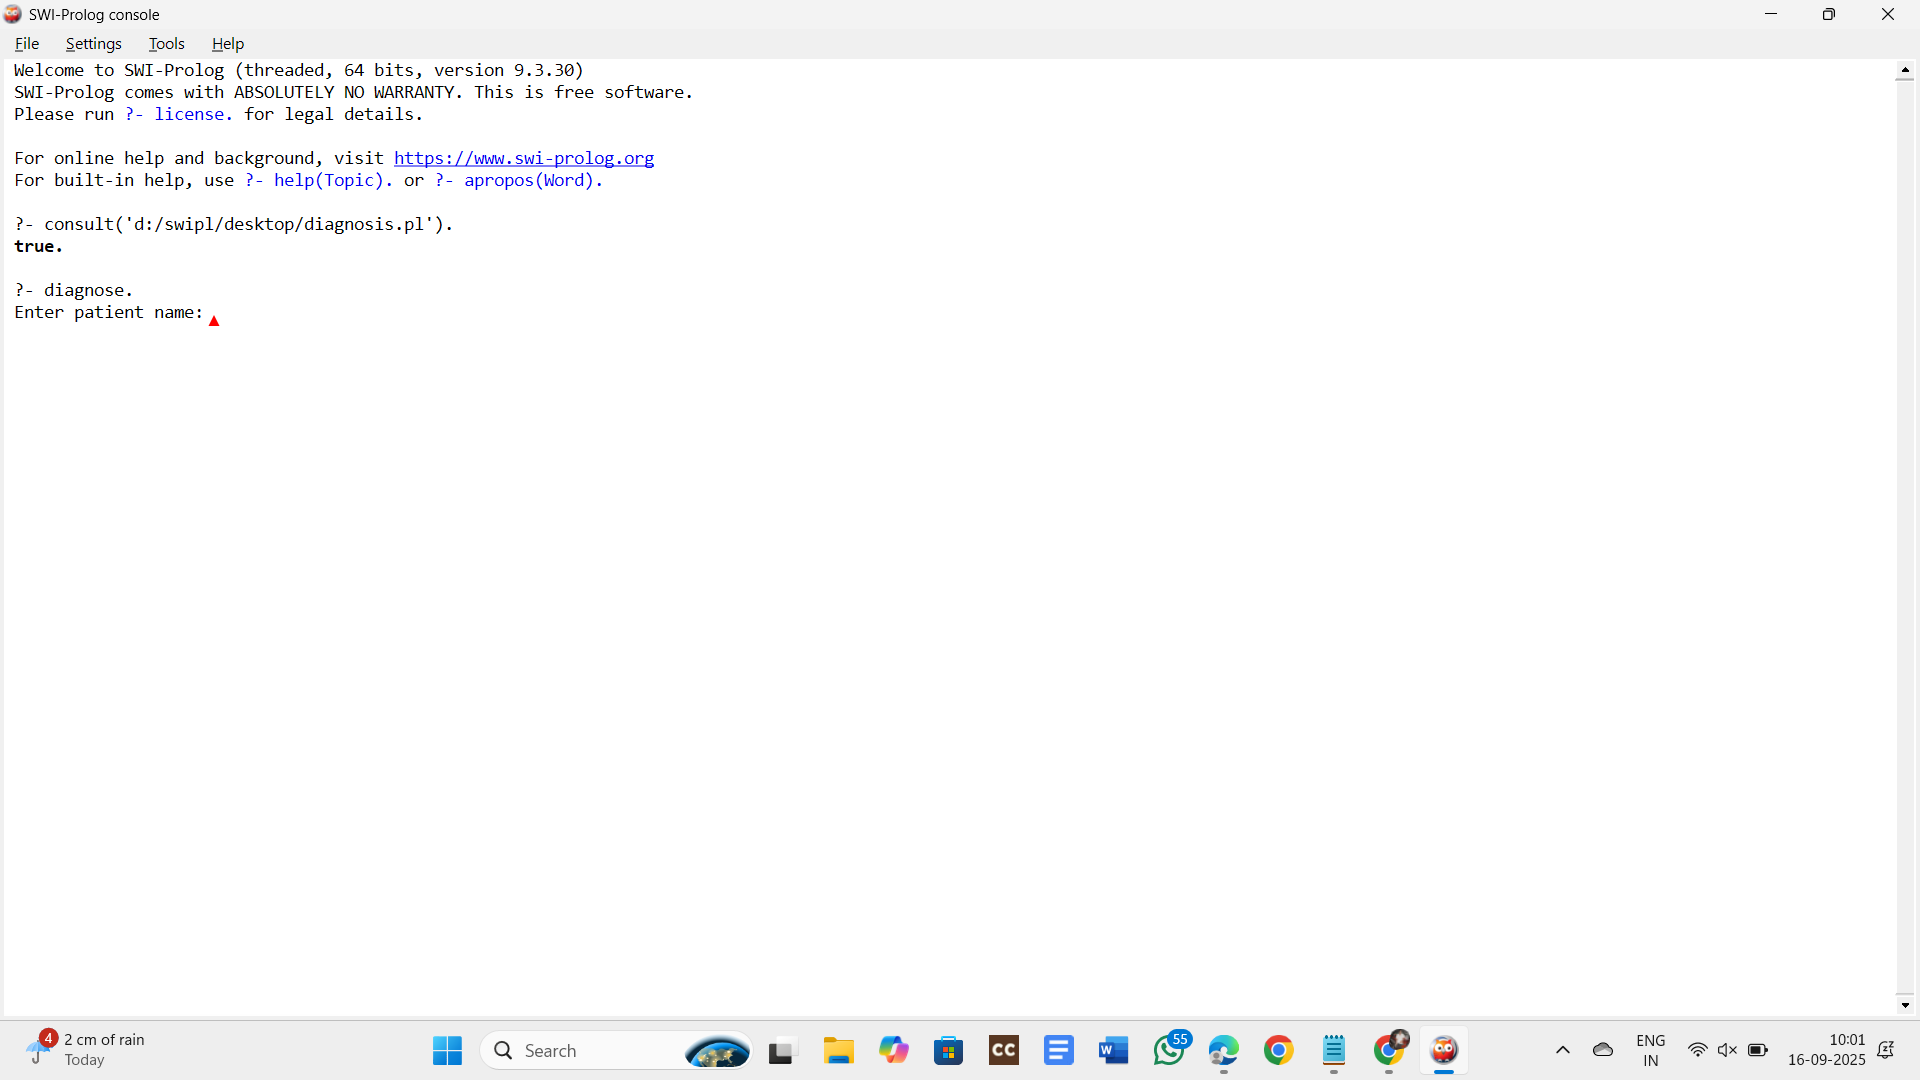 SWI-Prolog console
File Settings Tools Help
Welcome to SWI-Prolog (threaded, 64 bits, version 9.3.30)
SWI-Prolog comes with ABSOLUTELY NO WARRANTY. This is free software.
Please run ?- license. for legal details.
For online help and background, visit https://www.swi-prolog.org
For built-in help, use ?- help(Topic). or ?- apropos(Word).
?- consult('d:/swipl/desktop/diagnosis.pl').
true.
?- diagnose.
Enter patient name:
4
2 cm of rain
Today
Search
CC
W
55
ENG
IN
10:01
16-09-2025